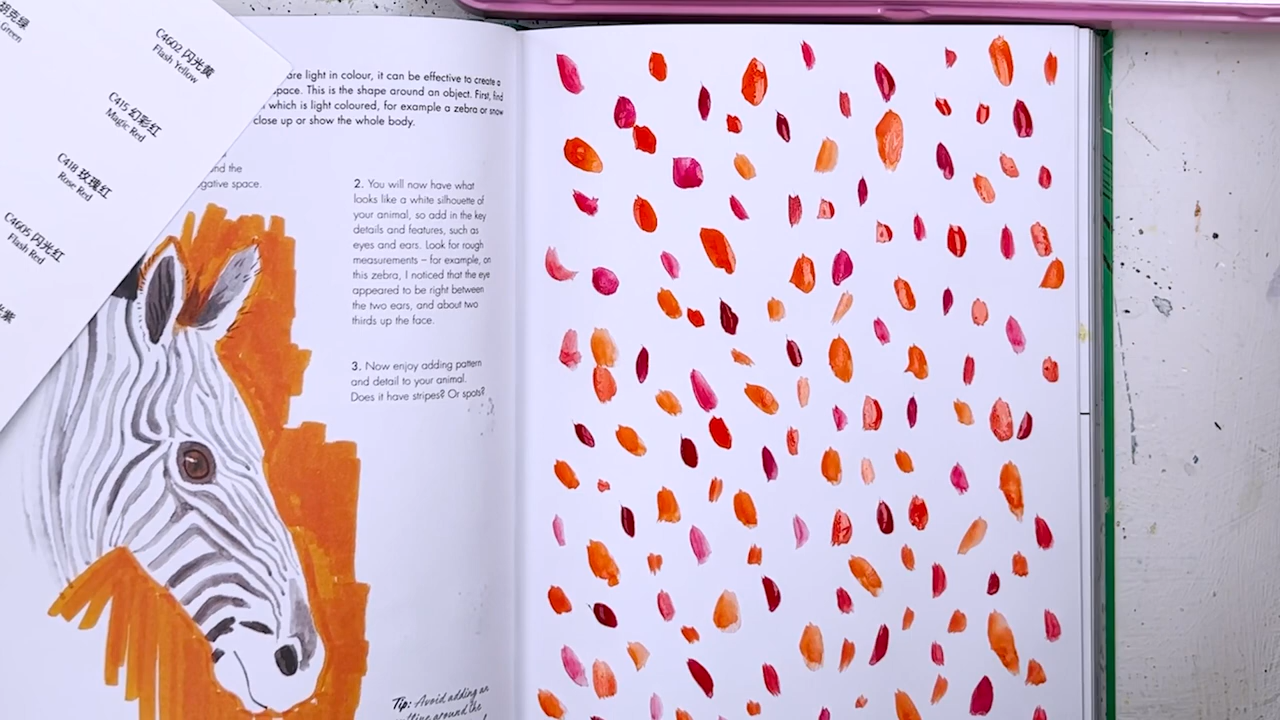 Green
C4602 闪光黄
Flash Yellow
C415 幻彩红
Magic Red
C418 玫瑰红
Rose Red
C4605 闪光红
Flash Red
紫
are light in colour, it can be effective to create a
space. This is the shape around an object. First, find
which is light coloured, for example a zebra or snow
close up or show the whole body.
and the
gative space.
2. You will now have what
looks like a white silhouette of
your animal, so add in the key
details and features, such as
eyes and ears. Look for rough
measurements – for example, on
this zebra, I noticed that the eye
appeared to be right between
the two ears, and about two
thirds up the face.
3. Now enjoy adding pattern
and detail to your animal.
Does it have stripes? Or spots?
Tip: Avoid adding an
around the